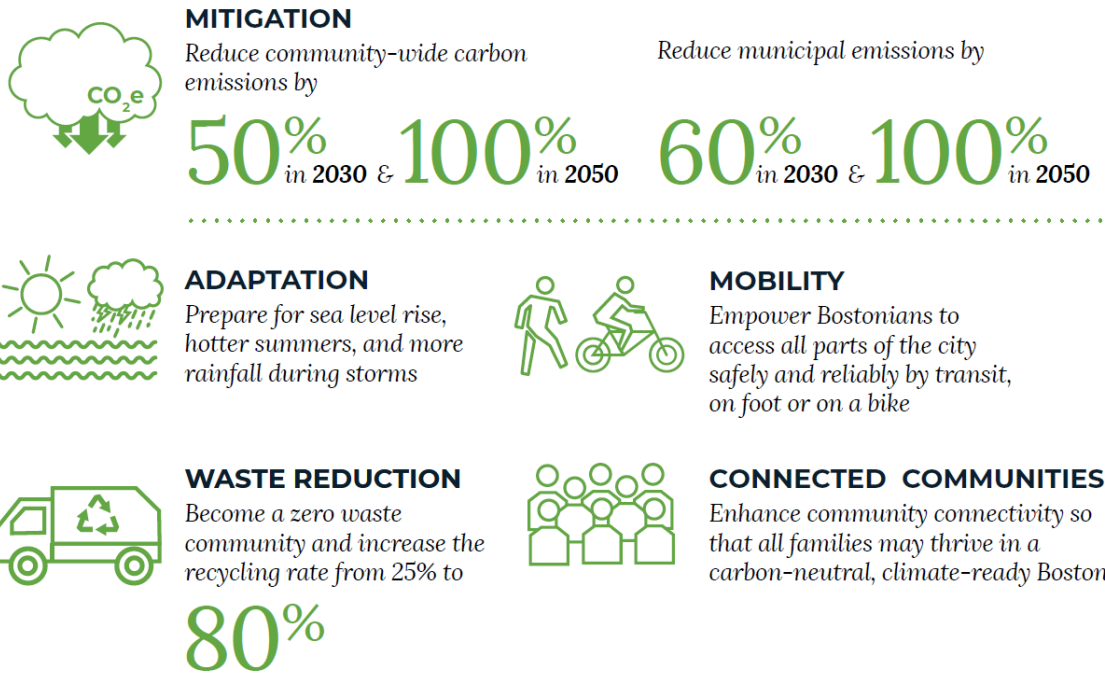 MITIGATION
Reduce community-wide carbon
emissions by
50% in 2030 & 100% in 2050
Reduce municipal emissions by
60% in 2030 & 100% in 2050
CO2e
ADAPTATION
Prepare for sea level rise,
hotter summers, and more
rainfall during storms
MOBILITY
Empower Bostonians to
access all parts of the city
safely and reliably by transit,
on foot or on a bike
WASTE REDUCTION
Become a zero waste
community and increase the
recycling rate from 25% to
80%
CONNECTED COMMUNITIES
Enhance community connectivity so
that all families may thrive in a
carbon-neutral, climate-ready Boston